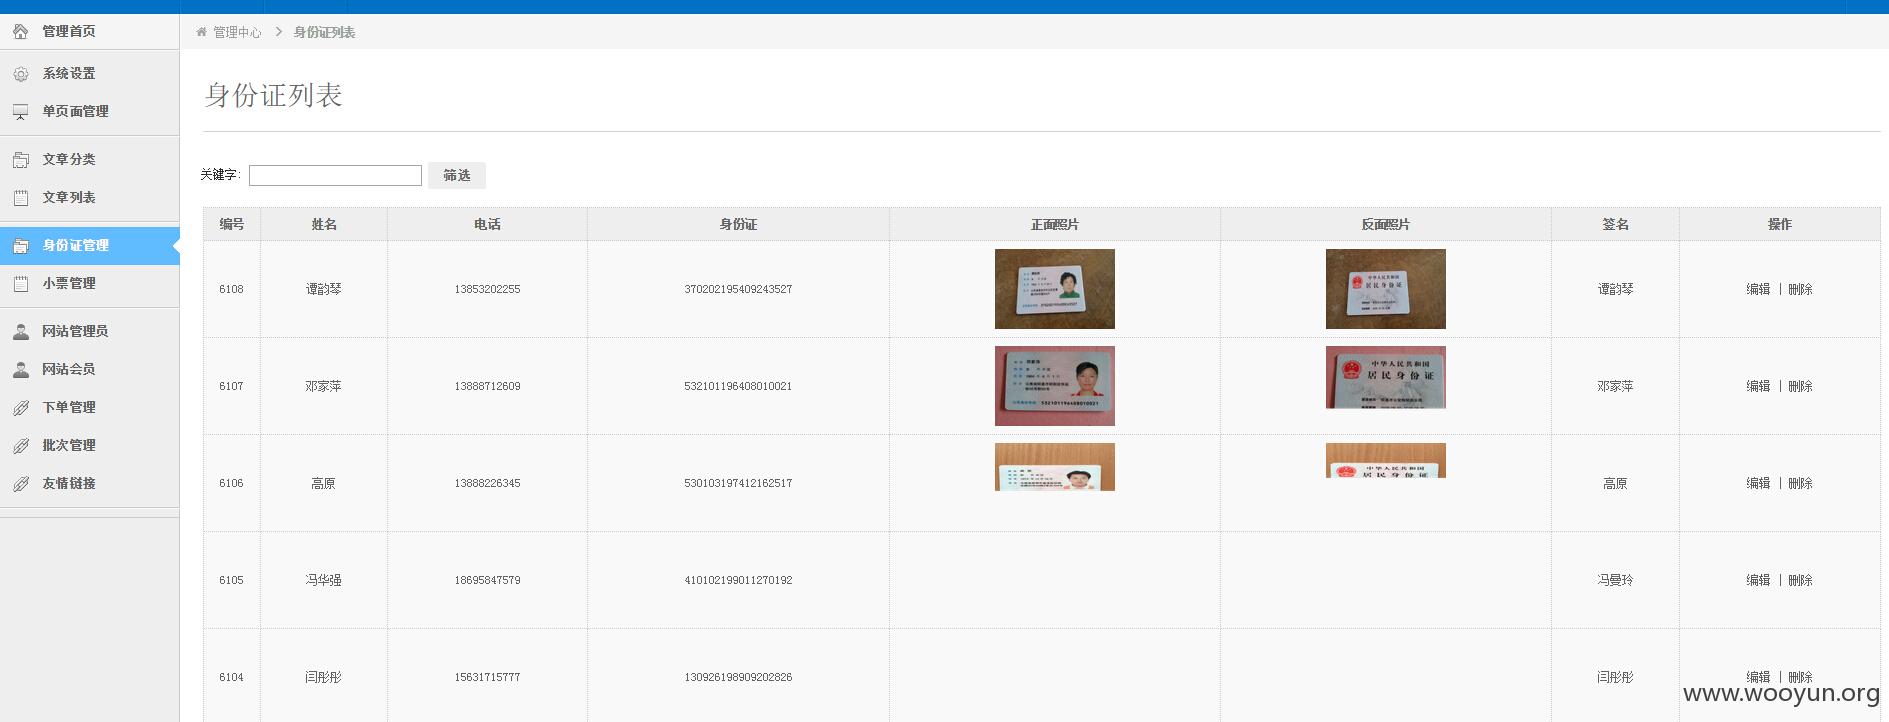 管理首页
系统设置
单页面管理
文章分类
文章列表
身份证管理
小票管理
网站管理员
网站会员
下单管理
批次管理
友情链接
管理中心 > 身份证列表
身份证列表
关键字: 筛选
编号 姓名 电话 身份证 正面照片 反面照片 签名 操作
6108 谭韵琴 13853202255 370202195409243527 谭韵琴 编辑 | 删除
6107 邓家萍 13888712609 532101196408010021 邓家萍 编辑 | 删除
6106 高原 13888226345 530103197412162517 高原 编辑 | 删除
6105 冯华强 18695847579 410102199011270192 冯曼玲 编辑 | 删除
6104 闫彤彤 15631715777 130926198909202826 闫彤彤 编辑 | 删除
中华人民共和国
居民身份证
中华人民共和国
居民身份证
532101196408010021
中华人民共和国
居民身份证
www.wooyun.org